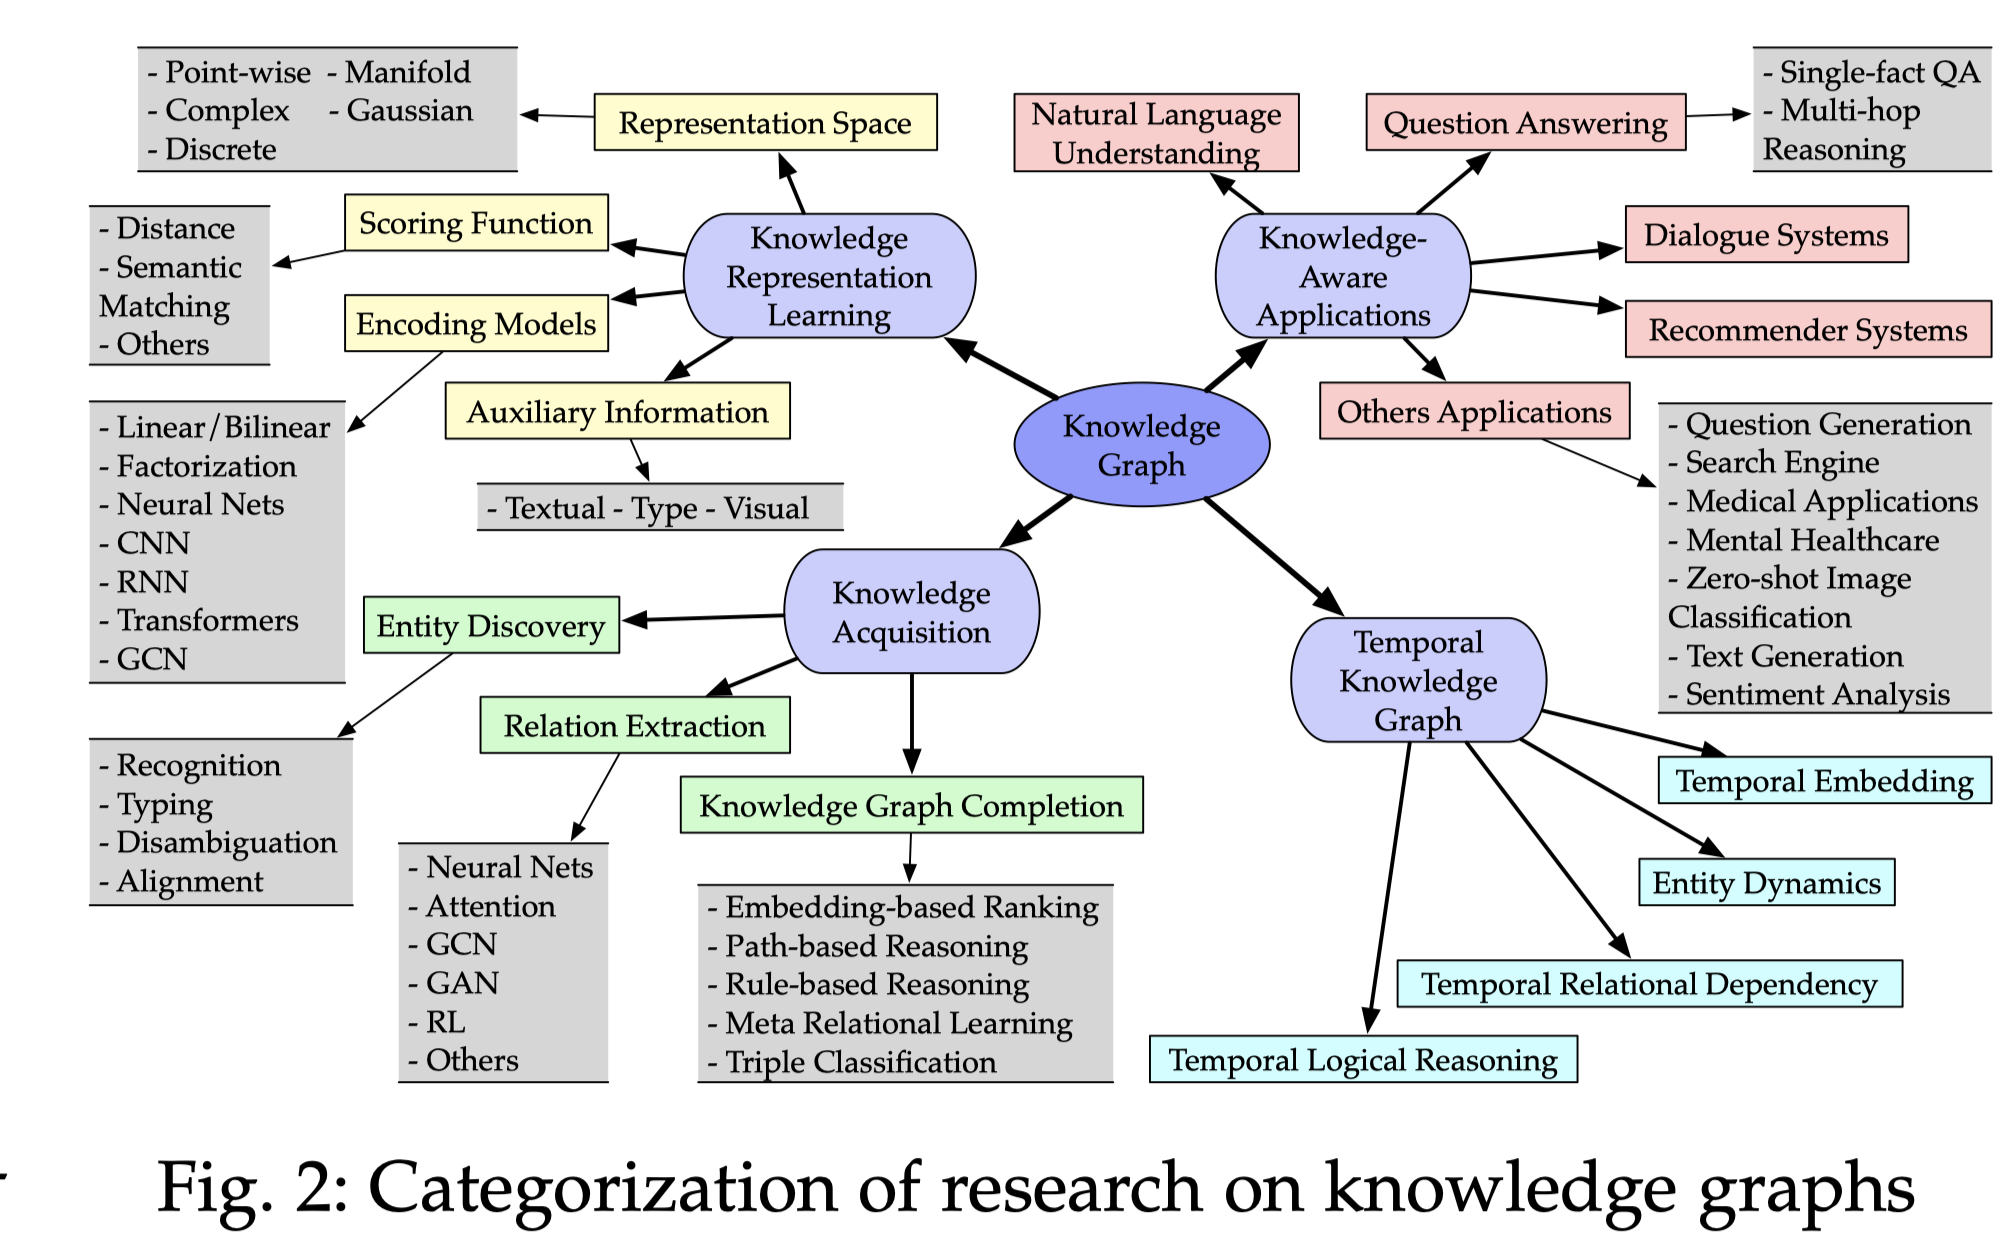 - Point-wise - Manifold
- Complex - Gaussian
- Discrete
Representation Space
Natural Language
Understanding
Question Answering
- Single-fact QA
- Multi-hop
Reasoning
- Distance
- Semantic
Matching
- Others
Scoring Function
Encoding Models
Knowledge
Representation
Learning
Knowledge-
Aware
Applications
Dialogue Systems
Recommender Systems
Auxiliary Information
- Textual - Type - Visual
Knowledge
Graph
Others Applications
- Question Generation
- Search Engine
- Medical Applications
- Mental Healthcare
- Zero-shot Image
Classification
- Text Generation
- Sentiment Analysis
- Linear/Bilinear
- Factorization
- Neural Nets
- CNN
- RNN
- Transformers
- GCN
Entity Discovery
Knowledge
Acquisition
Temporal
Knowledge
Graph
Relation Extraction
Knowledge Graph Completion
Temporal Embedding
- Recognition
- Typing
- Disambiguation
- Alignment
- Neural Nets
- Attention
- GCN
- GAN
- RL
- Others
- Embedding-based Ranking
- Path-based Reasoning
- Rule-based Reasoning
- Meta Relational Learning
- Triple Classification
Entity Dynamics
Temporal Relational Dependency
Temporal Logical Reasoning
Fig. 2: Categorization of research on knowledge graphs